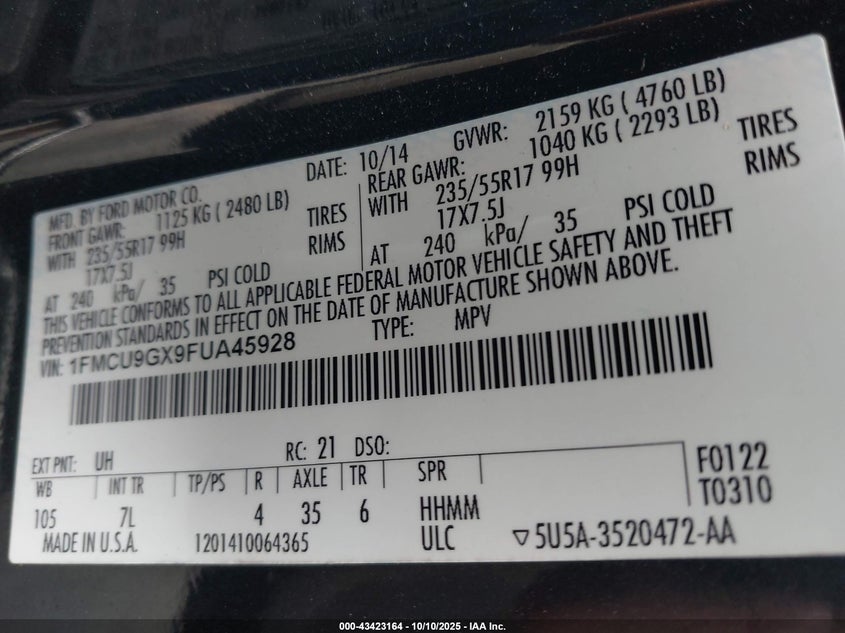 MFD. BY FORD MOTOR CO. DATE: 10/14 GVWR: 2159 KG ( 4760 LB)
FRONT GAWR: 1125 KG ( 2480 LB) REAR GAWR: 1040 KG ( 2293 LB)
WITH 235/55R17 99H TIRES WITH 235/55R17 99H TIRES
17X7.5J RIMS 17X7.5J RIMS
AT 240 kPa/ 35 PSI COLD AT 240 kPa/ 35 PSI COLD
THIS VEHICLE CONFORMS TO ALL APPLICABLE FEDERAL MOTOR VEHICLE SAFETY AND THEFT
PREVENTION STANDARDS IN EFFECT ON THE DATE OF MANUFACTURE SHOWN ABOVE.
VIN: 1FMCU9GX9FUA45928 TYPE: MPV
EXT PNT: UH RC: 21 DSO:
WB INT TR TP/PS R AXLE TR SPR F0122
105 7L 4 35 6 HHMM T0310
MADE IN U.S.A. 1201410064365 ULC ▽5U5A-3520472-AA
000-43423164 - 10/10/2025 - IAA Inc.